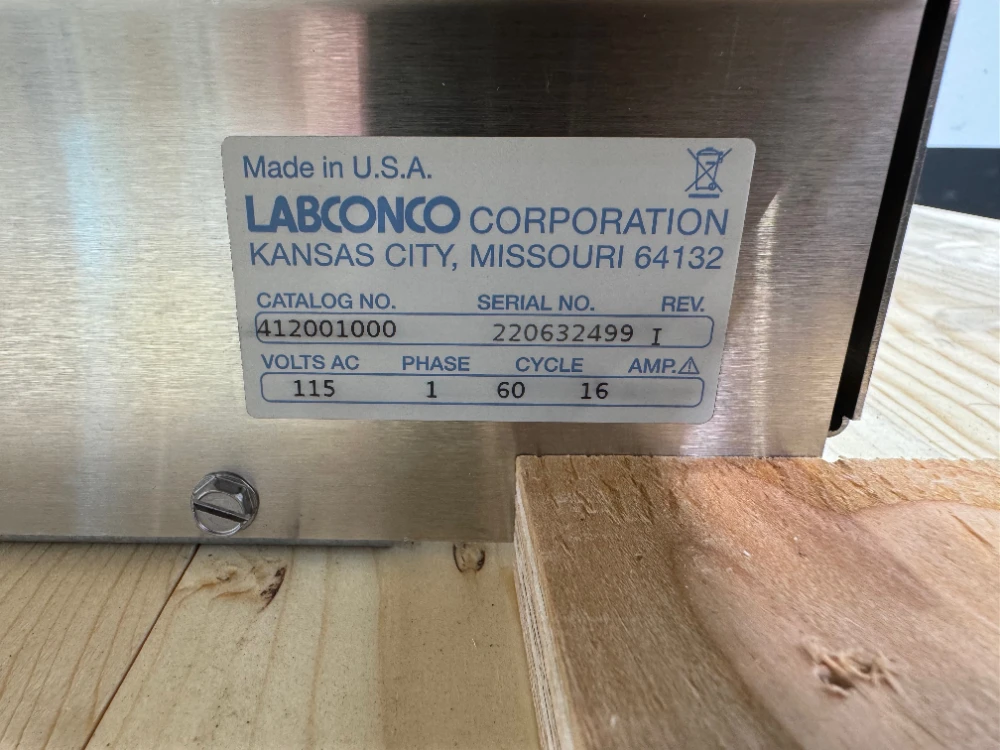 Made in U.S.A.
LABCONCO CORPORATION
KANSAS CITY, MISSOURI 64132
CATALOG NO. SERIAL NO. REV.
412001000 220632499 I
VOLTS AC PHASE CYCLE AMP.⚠
115 1 60 16